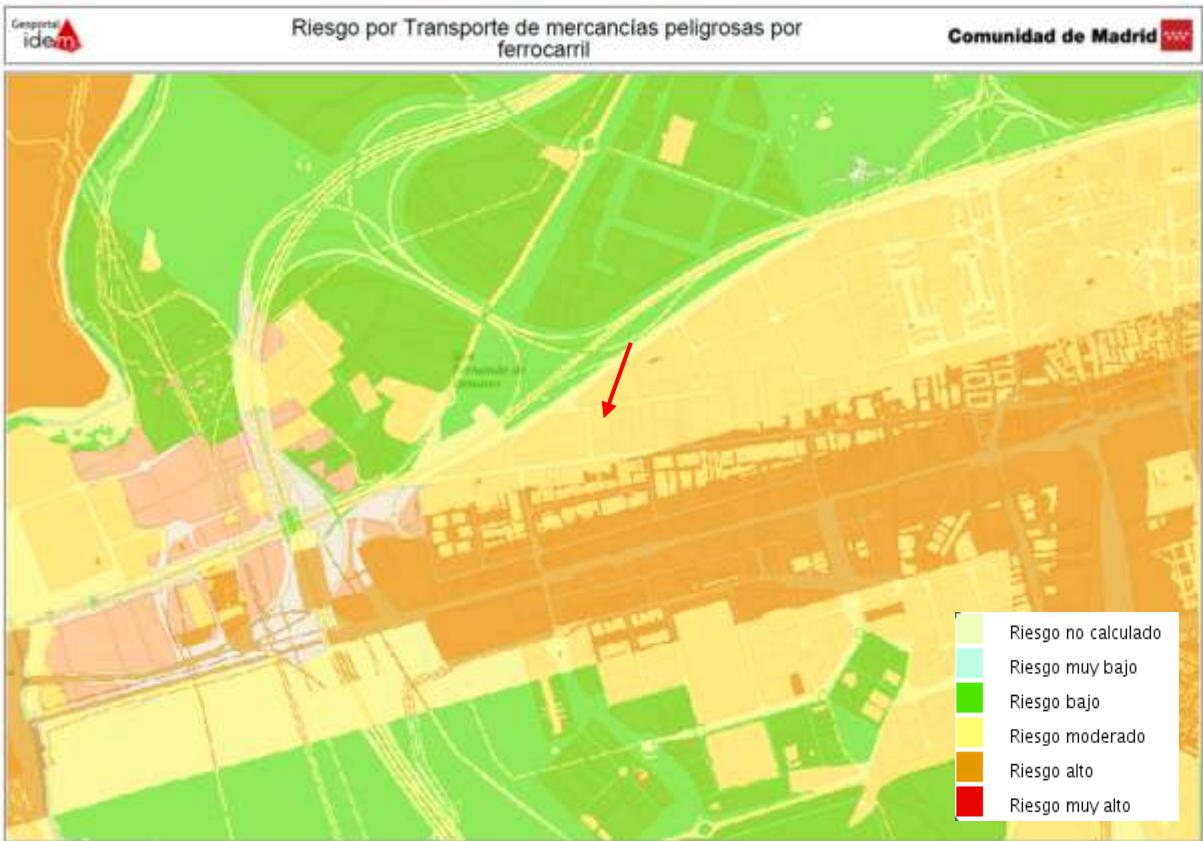 Geoportal
idem
Riesgo por Transporte de mercancías peligrosas por
ferrocarril
Comunidad de Madrid
Riesgo no calculado
Riesgo muy bajo
Riesgo bajo
Riesgo moderado
Riesgo alto
Riesgo muy alto